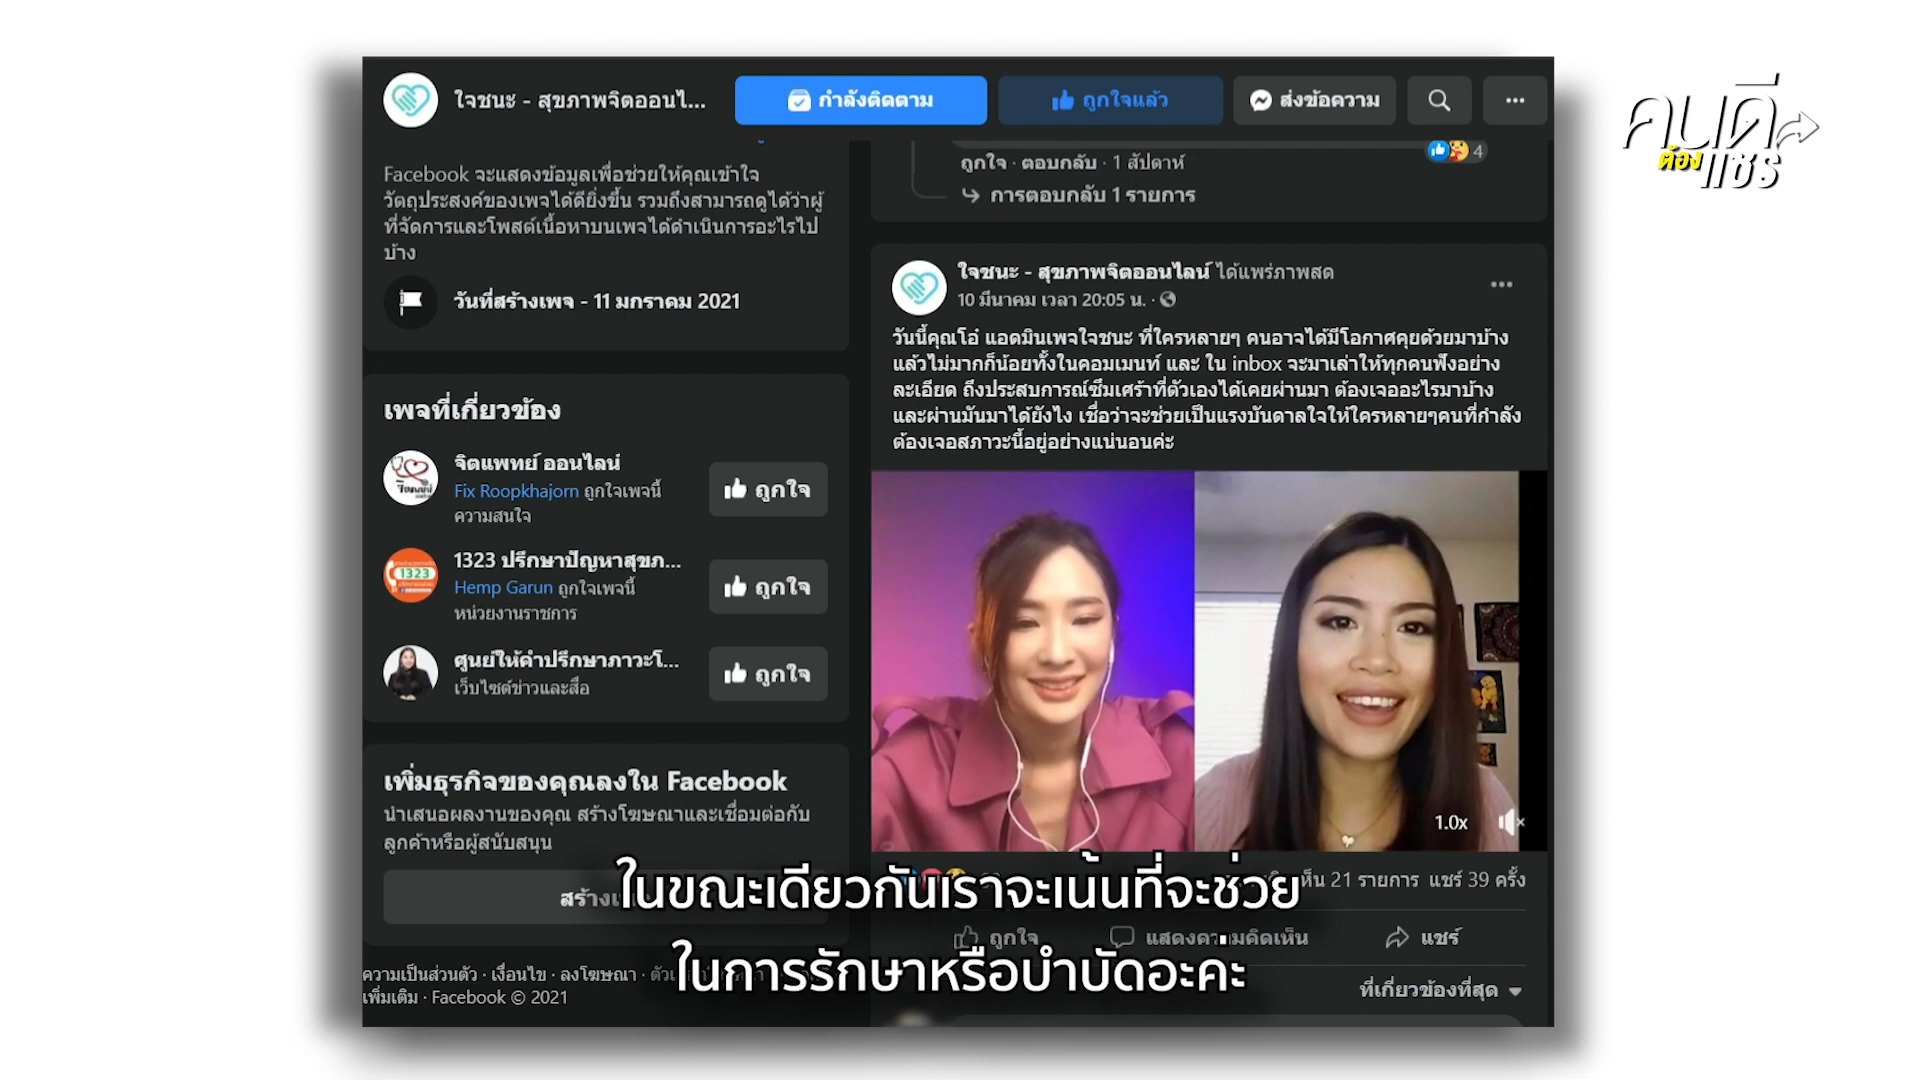 ใจชนะ - สุขภาพจิตออนไ...
กำลังติดตาม
ถูกใจแล้ว
ส่งข้อความ
คนดี
ต้อง
แชร์
Facebook จะแสดงข้อมูลเพื่อช่วยให้คุณเข้าใจ
วัตถุประสงค์ของเพจได้ดียิ่งขึ้น รวมถึงสามารถดูได้ว่าผู้
ที่จัดการและโพสต์เนื้อหาบนเพจได้ดำเนินการอะไรไป
บ้าง
วันที่สร้างเพจ - 11 มกราคม 2021
เพจที่เกี่ยวข้อง
จิตแพทย์ ออนไลน์
Fix Roopkhajorn ถูกใจเพจนี้
ความสนใจ
ถูกใจ
1323
1323 ปรึกษาปัญหาสุขภ...
Hemp Garun ถูกใจเพจนี้
หน่วยงานราชการ
ถูกใจ
ศูนย์ให้คำปรึกษาภาวะโ...
เว็บไซต์ข่าวและสื่อ
ถูกใจ
เพิ่มธุรกิจของคุณลงใน Facebook
นำเสนอผลงานของคุณ สร้างโฆษณาและเชื่อมต่อกับ
ลูกค้าหรือผู้สนับสนุน
ความเป็นส่วนตัว · เงื่อนไข · ลงโฆษณา ·
เพิ่มเติม · Facebook © 2021
ถูกใจ · ตอบกลับ · 1 สัปดาห์
4
การตอบกลับ 1 รายการ
ใจชนะ - สุขภาพจิตออนไลน์ ได้แพร่ภาพสด
10 มีนาคม เวลา 20:05 น. ·
วันนี้คุณโอ๋ แอดมินเพจใจชนะ ที่ใครหลายๆ คนอาจได้มีโอกาศคุยด้วยมาบ้าง
แล้วไม่มากก็น้อยทั้งในคอมเมนท์ และ ใน inbox จะมาเล่าให้ทุกคนฟังอย่าง
ละเอียด ถึงประสบการณ์ซึมเศร้าที่ตัวเองได้เคยผ่านมา ต้องเจออะไรมาบ้าง
และผ่านมันมาได้ยังไง เชื่อว่าจะช่วยเป็นแรงบันดาลใจให้ใครหลายๆคนที่กำลัง
ต้องเจอสภาวะนี้อยู่อย่างแน่นอนค่ะ
1.0x
21 รายการ แชร์ 39 ครั้ง
ถูกใจ
แสดงความคิดเห็น
แชร์
ที่เกี่ยวข้องที่สุด
ในขณะเดียวกันเราจะเน้นที่จะช่วย
ในการรักษาหรือบำบัดอะค่ะ